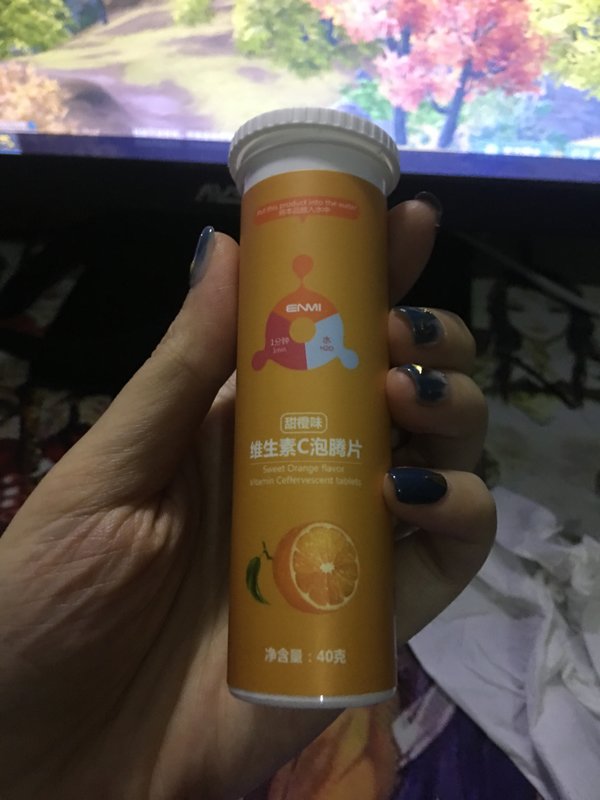 Put this product into the water
将本品放入水中
ENMI
1分钟
1min
水
H2O
甜橙味
维生素C泡腾片
Sweet Orange flavor
Vitamin Ceffervescent tablets
净含量：40克